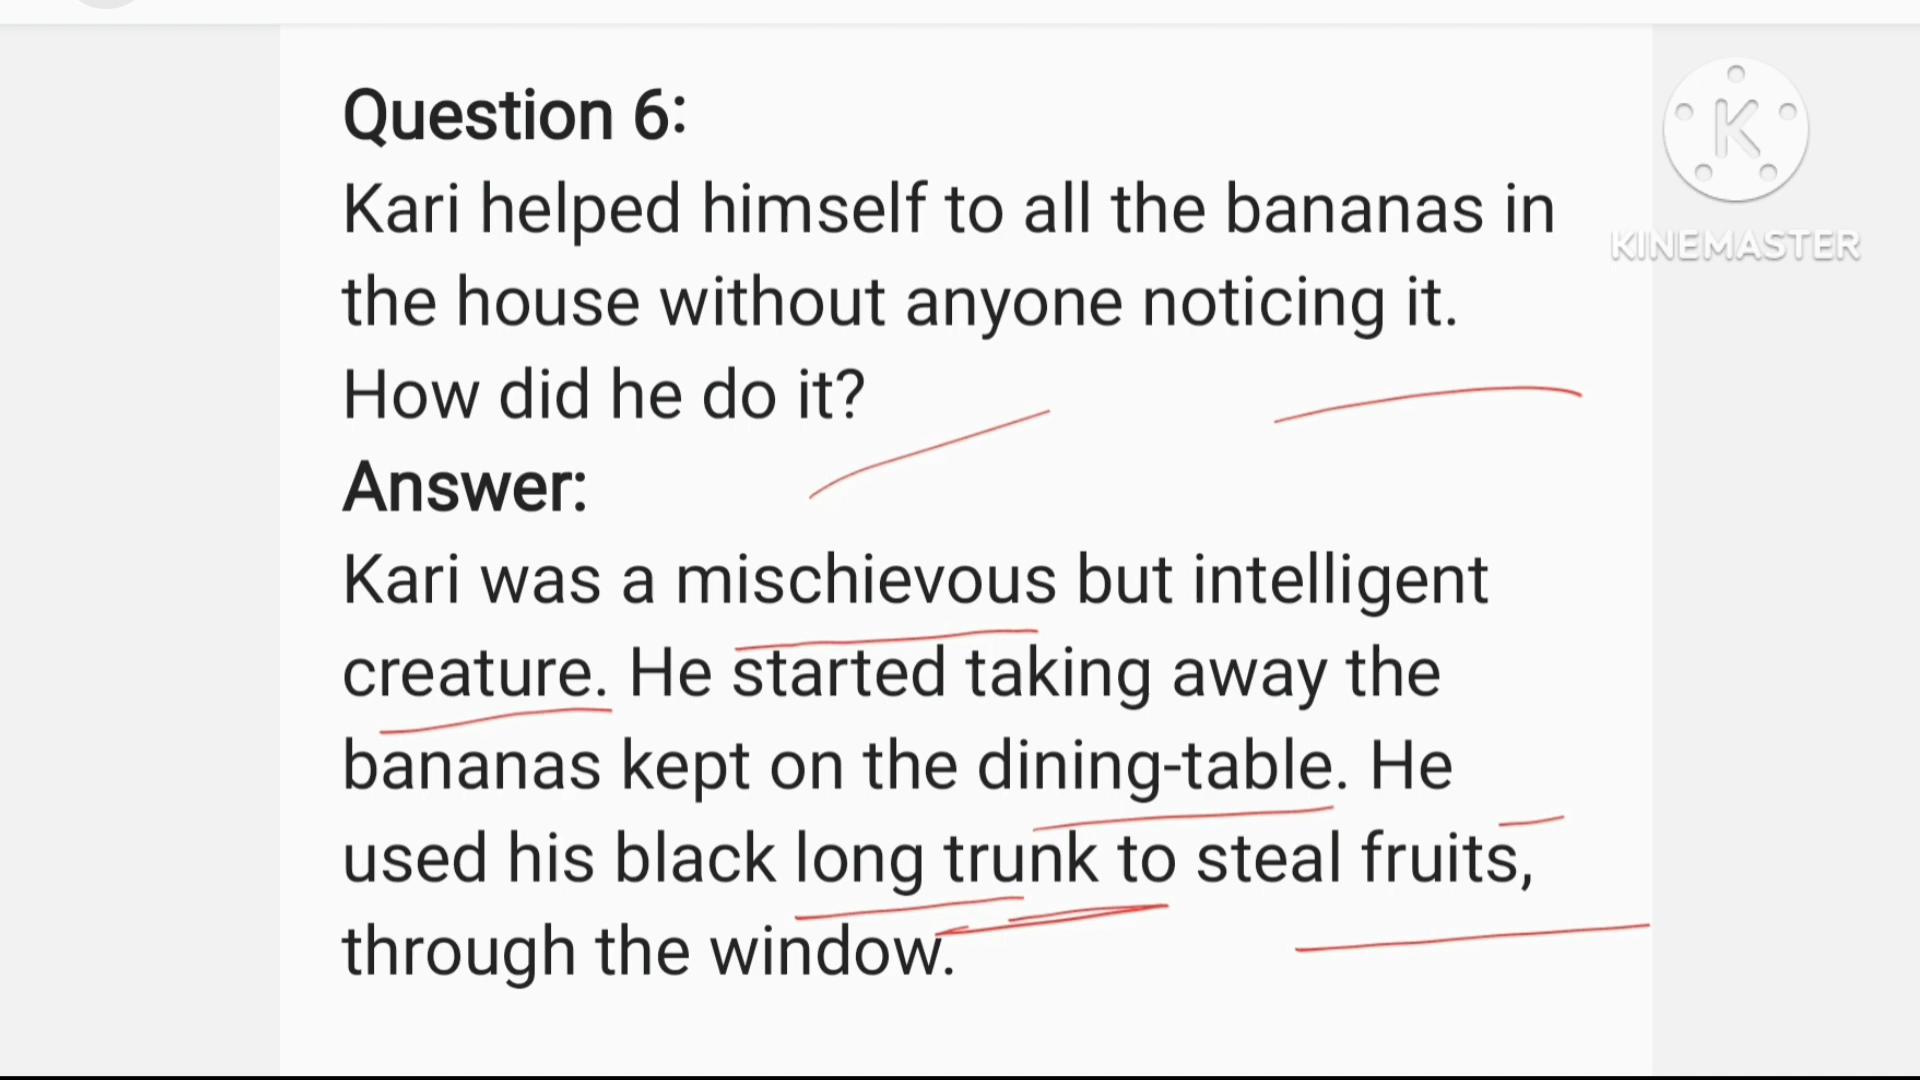 Question 6:
Kari helped himself to all the bananas in
the house without anyone noticing it.
How did he do it?
Answer:
Kari was a mischievous but intelligent
creature. He started taking away the
bananas kept on the dining-table. He
used his black long trunk to steal fruits,
through the window.
K
KINEMASTER